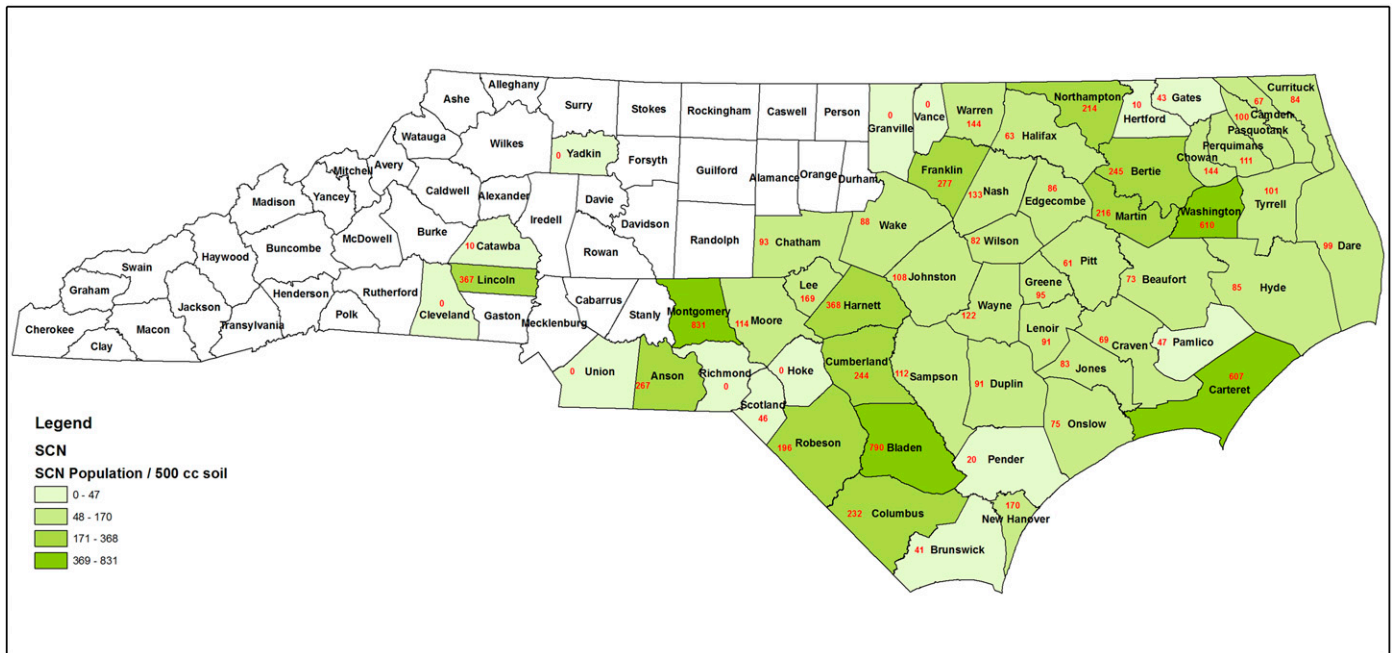 Alleghany
Ashe
Surry
Stokes
Rockingham
Caswell
Person
0
Granville
0
Vance
Warren
144
Northampton
214
10
Hertford
43
Gates
67
Camden
Currituck
84
Watauga
Wilkes
0
Yadkin
Forsyth
Guilford
Alamance
Orange
Durham
Franklin
277
63
Halifax
133
Nash
100
Pasquotank
Perquimans
111
Chowan
144
Mitchell
Avery
Yancey
Caldwell
Alexander
Iredell
Davie
Davidson
Randolph
86
Edgecombe
245
Bertie
216
Martin
Washington
610
101
Tyrrell
99
Dare
Madison
Buncombe
McDowell
Burke
10
Catawba
Rowan
93
Chatham
88
Wake
82
Wilson
61
Pitt
73
Beaufort
85
Hyde
Haywood
Swain
Graham
Jackson
Henderson
Rutherford
367
Lincoln
0
Cleveland
Gaston
Cabarrus
Stanly
Mecklenburg
Montgomery
831
114
Moore
Lee
169
368
Harnett
108
Johnston
122
Wayne
Greene
95
Lenoir
91
69
Craven
47
Pamlico
Cherokee
Clay
Macon
Transylvania
Polk
0
Union
Anson
267
Richmond
0
0
Hoke
Scotland
46
Cumberland
244
112
Sampson
91
Duplin
83
Jones
607
Carteret
75
Onslow
196
Robeson
790
Bladen
20
Pender
232
Columbus
170
New Hanover
41
Brunswick
Legend
SCN
SCN Population / 500 cc soil
0 - 47
48 - 170
171 - 368
369 - 831